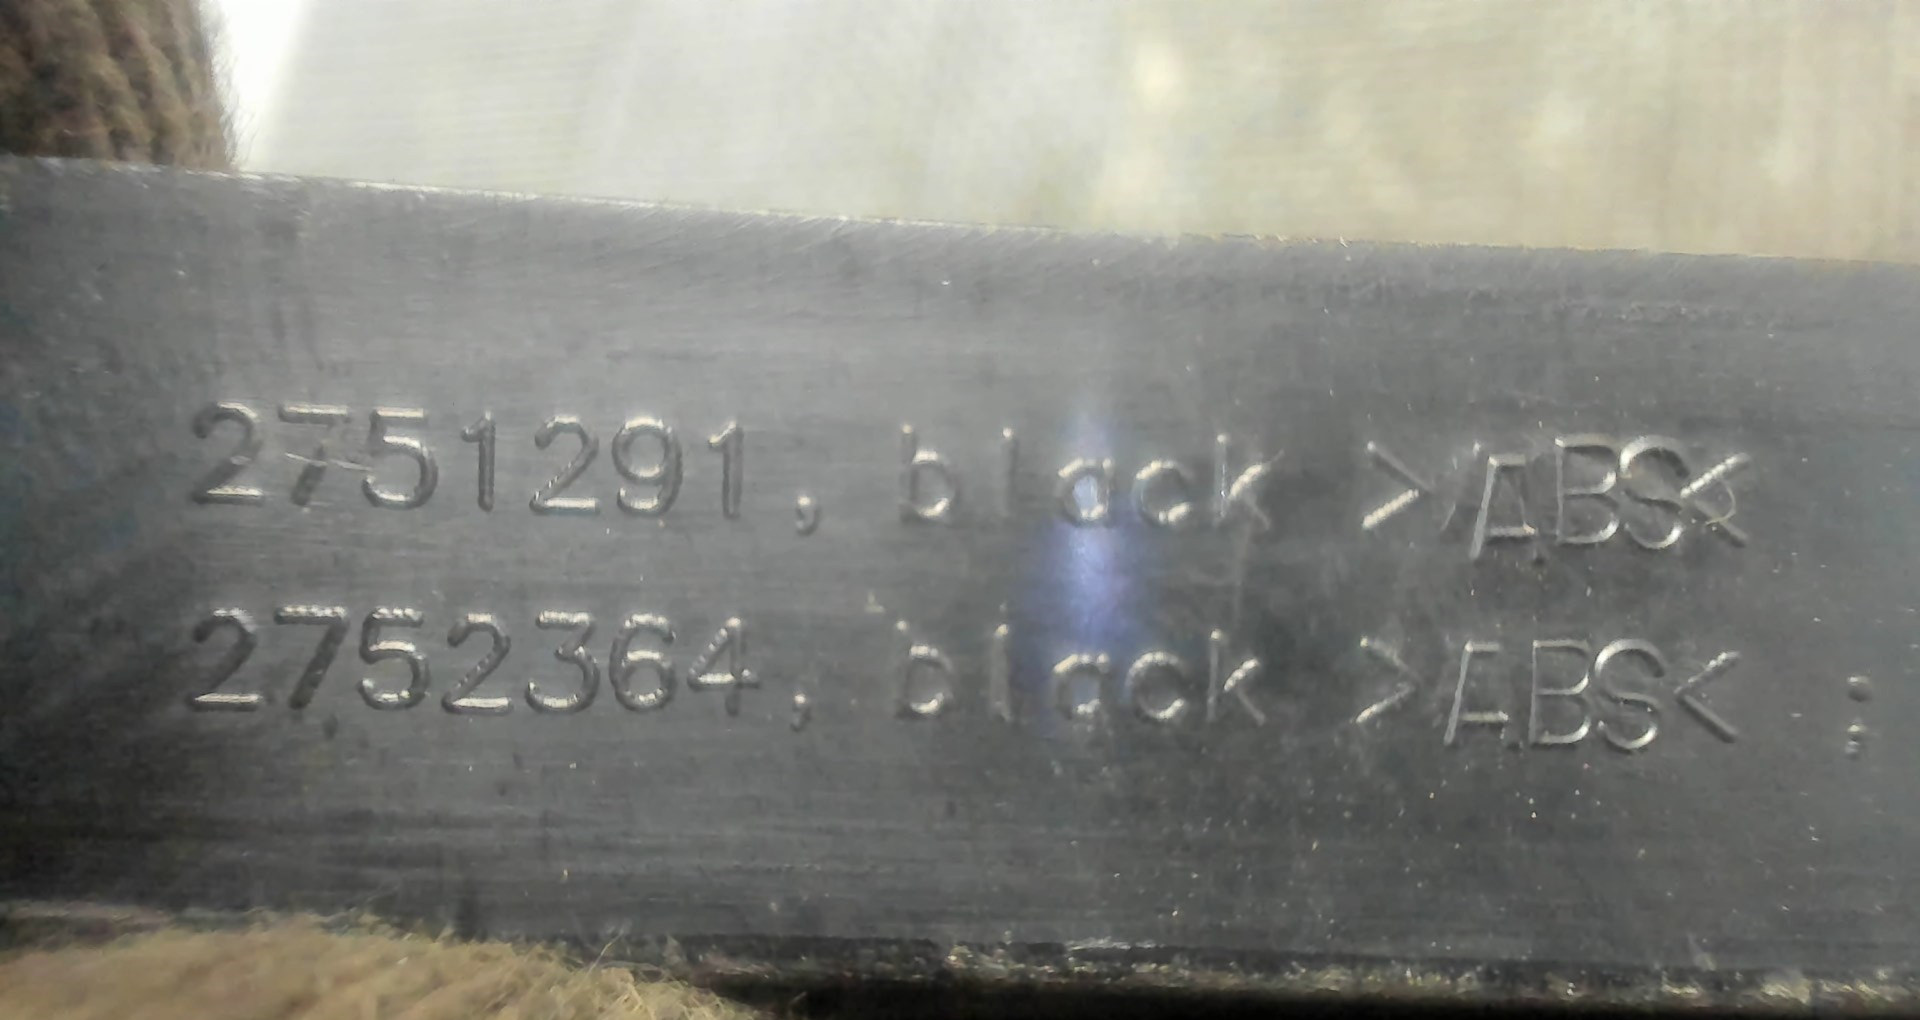 2751291, black >ABS<
2752364, black >ABS< :